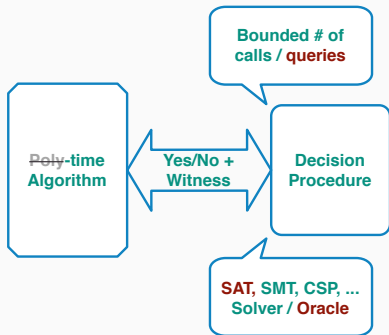 Bounded # of
calls / queries
Poly-time
Algorithm
Yes/No +
Witness
Decision
Procedure
SAT, SMT, CSP, ...
Solver / Oracle